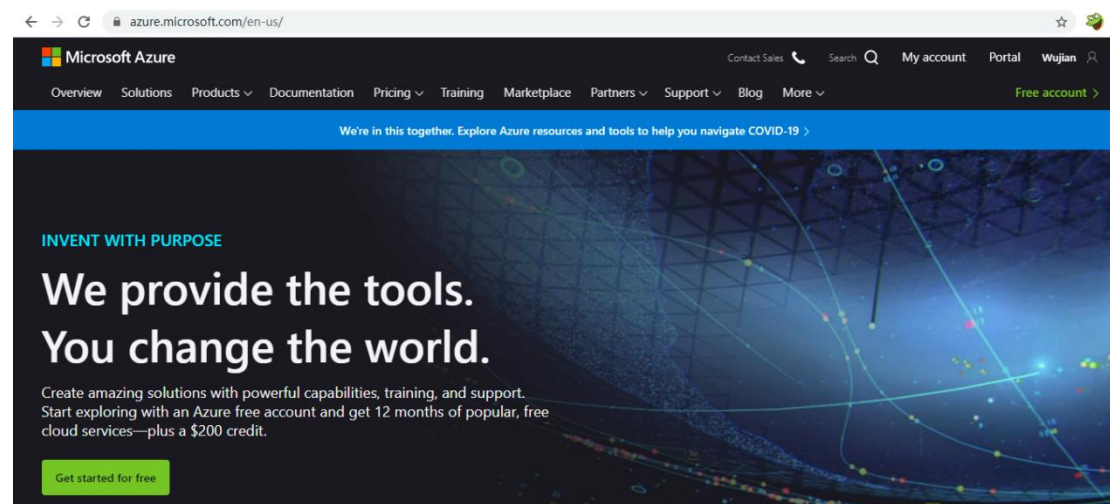 azure.microsoft.com/en-us/
Microsoft Azure
Contact Sales Search My account Portal Wujian
Overview Solutions Products Documentation Pricing Training Marketplace Partners Support Blog More Free account >
We're in this together. Explore Azure resources and tools to help you navigate COVID-19 >
INVENT WITH PURPOSE
We provide the tools.
You change the world.
Create amazing solutions with powerful capabilities, training, and support.
Start exploring with an Azure free account and get 12 months of popular, free
cloud services—plus a $200 credit.
Get started for free